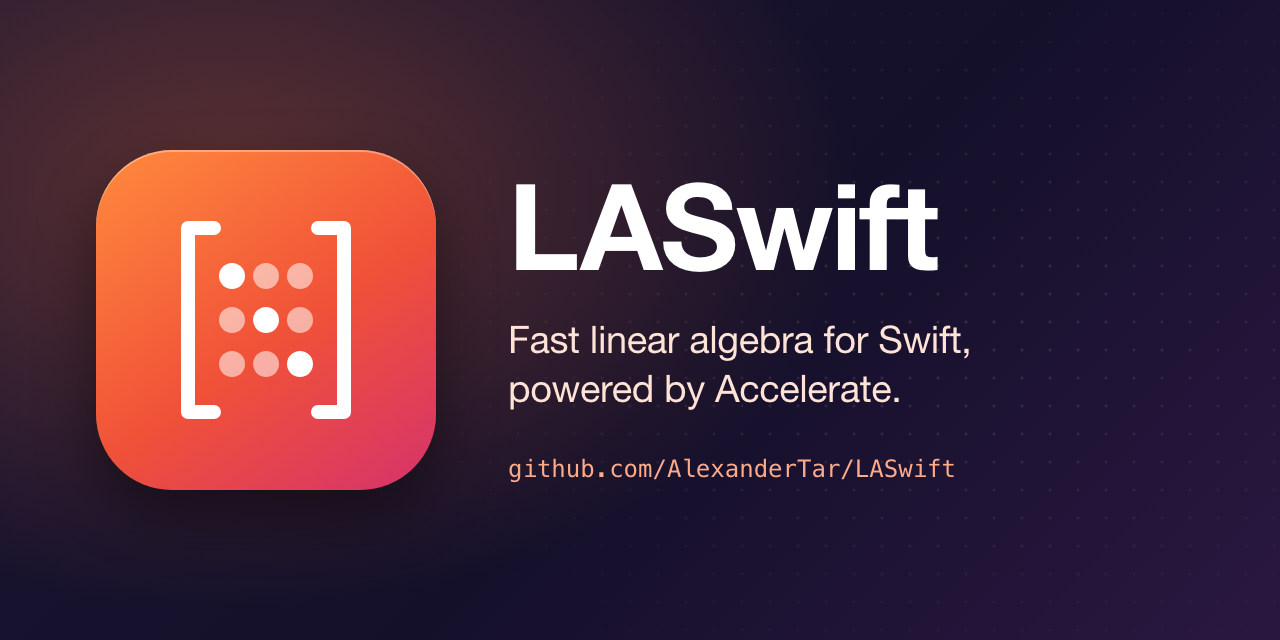 LASwift
Fast linear algebra for Swift,
powered by Accelerate.
github.com/AlexanderTar/LASwift